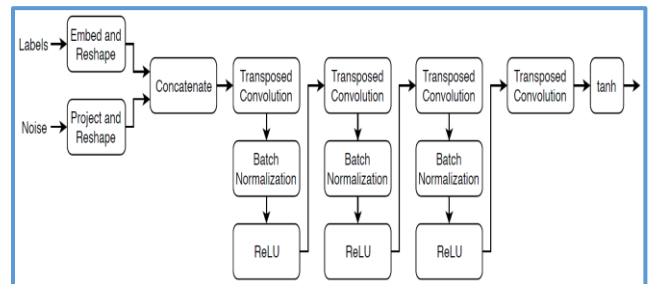 Labels
Embed and
Reshape
Noise
Project and
Reshape
Concatenate
Transposed
Convolution
Batch
Normalization
ReLU
Transposed
Convolution
Batch
Normalization
ReLU
Transposed
Convolution
Batch
Normalization
ReLU
Transposed
Convolution
tanh